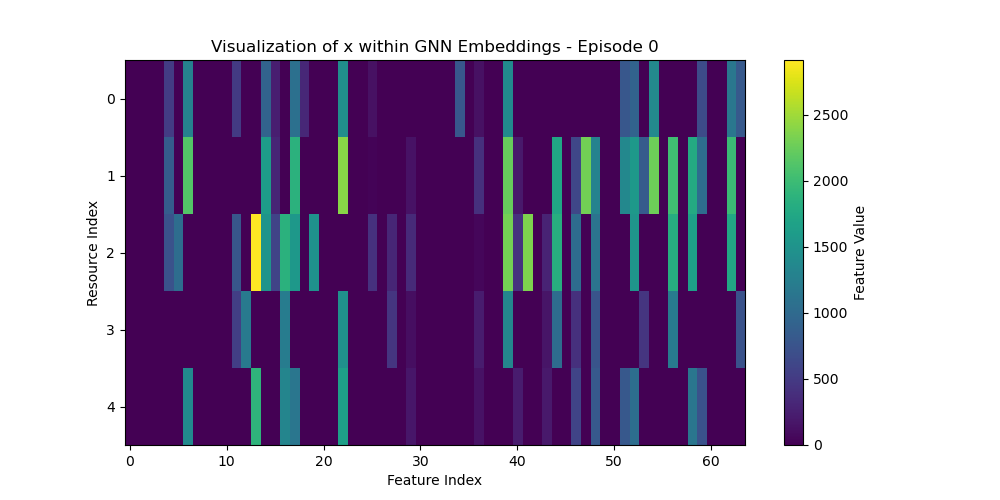 Visualization of x within GNN Embeddings - Episode 0
Resource Index
0
1
2
3
4
0 10 20 30 40 50 60
Feature Index
2500
2000
1500
1000
500
0
Feature Value